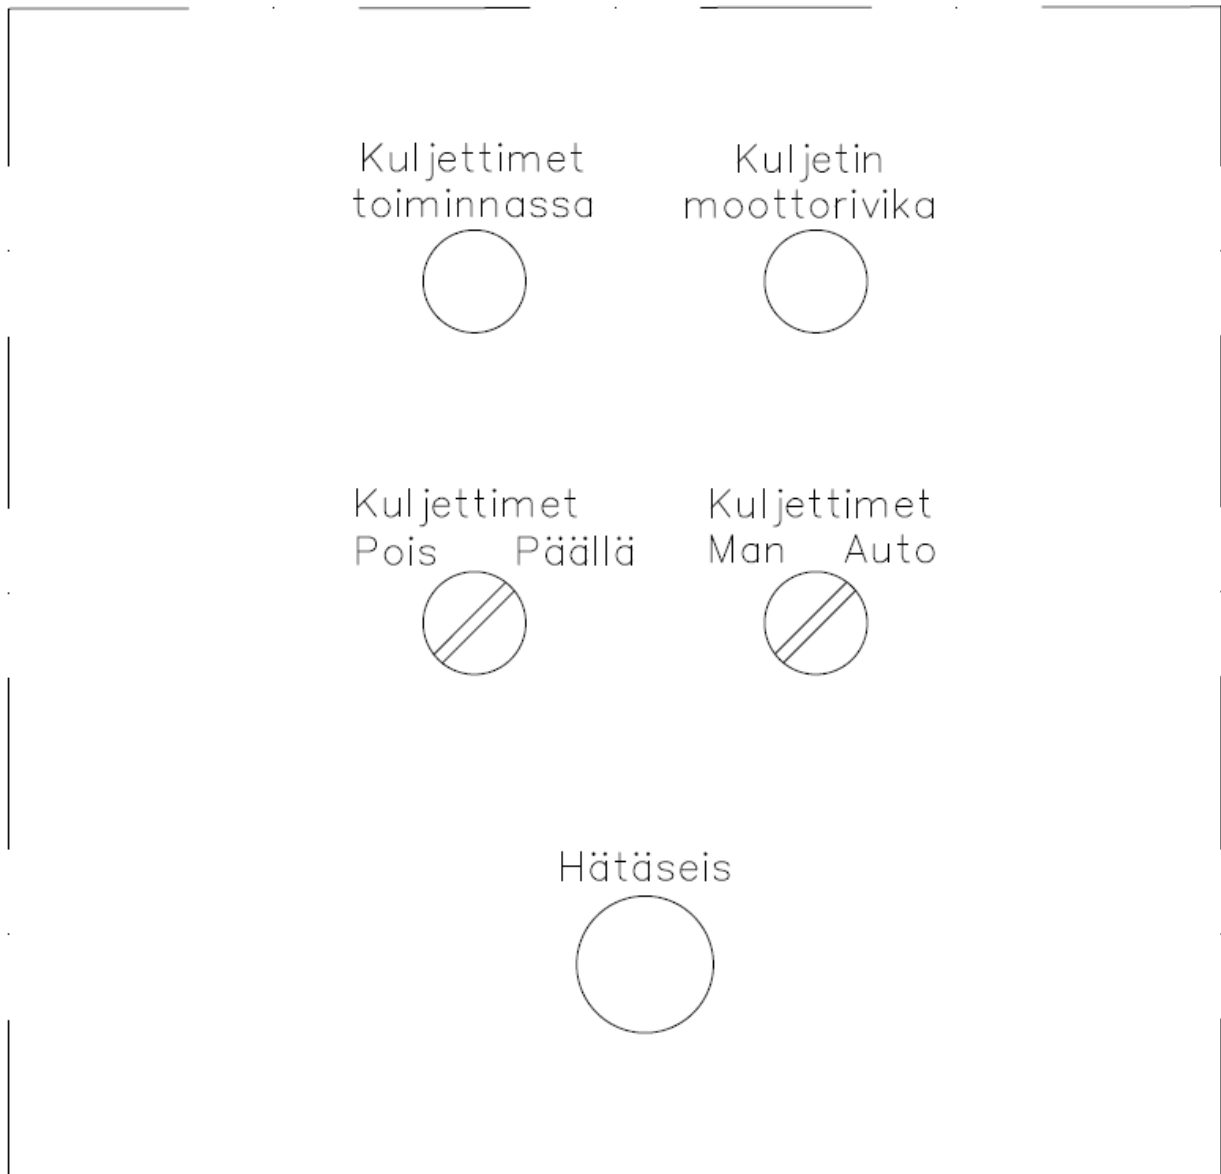 Kuljettimet
toiminnassa
Kuljetin
moottorivika
Kuljettimet
Pois Päällä
Kuljettimet
Man Auto
Hätäseis